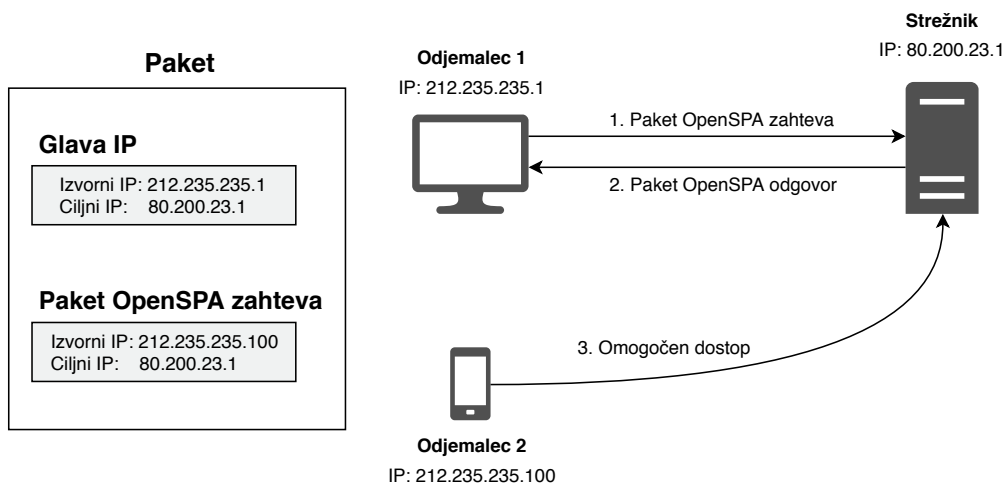 Paket
Glava IP
Izvorni IP: 212.235.235.1
Ciljni IP: 80.200.23.1
Paket OpenSPA zahteva
Izvorni IP: 212.235.235.100
Ciljni IP: 80.200.23.1
Odjemalec 1
IP: 212.235.235.1
Strežnik
IP: 80.200.23.1
1. Paket OpenSPA zahteva
2. Paket OpenSPA odgovor
3. Omogočen dostop
Odjemalec 2
IP: 212.235.235.100